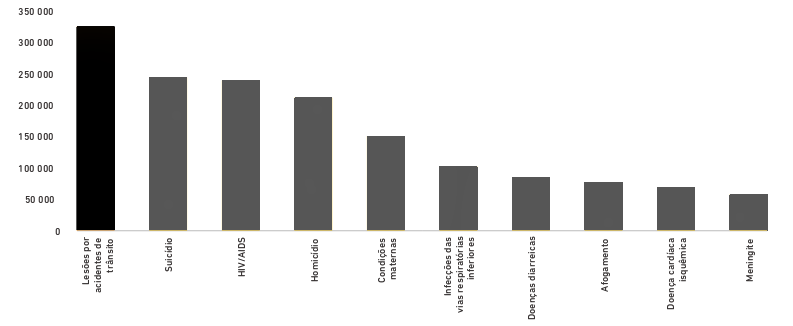 350 000
300 000
250 000
200 000
150 000
100 000
50 000
0
Lesões por
acidentes de
trânsito
Suicídio
HIV/AIDS
Homicídio
Condições
maternas
Infecções das
vias respiratórias
inferiores
Doenças diarreicas
Afogamento
Doença cardíaca
isquêmica
Meningite